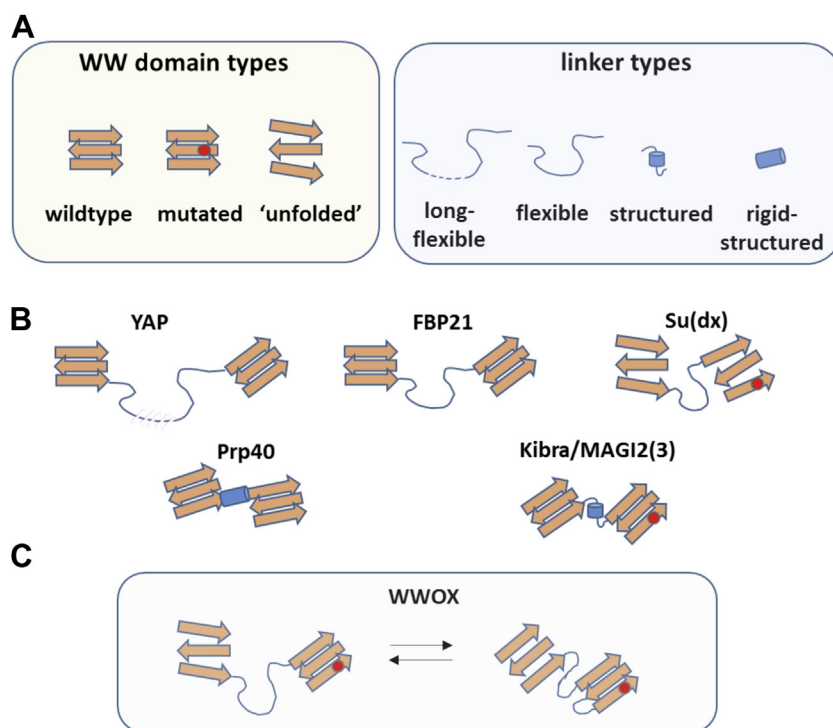 A
WW domain types
wildtype
mutated
‘unfolded’
linker types
long-
flexible
flexible
structured
rigid-
structured
B
YAP
FBP21
Su(dx)
Prp40
Kibra/MAGI2(3)
C
WWOX